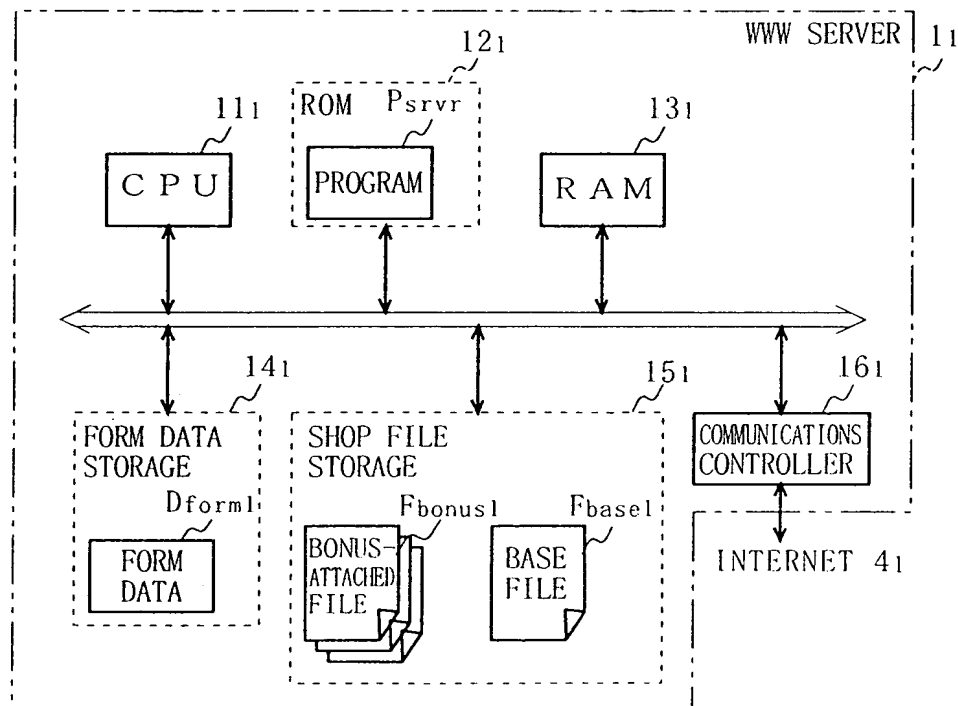 WWW SERVER 11
121
ROM Psrvr
111
131
CPU
PROGRAM
RAM
141
151
161
FORM DATA
STORAGE
SHOP FILE
STORAGE
COMMUNICATIONS
CONTROLLER
Dform1
Fbonus1
Fbase1
FORM
DATA
BONUS-
ATTACHED
FILE
BASE
FILE
INTERNET 41